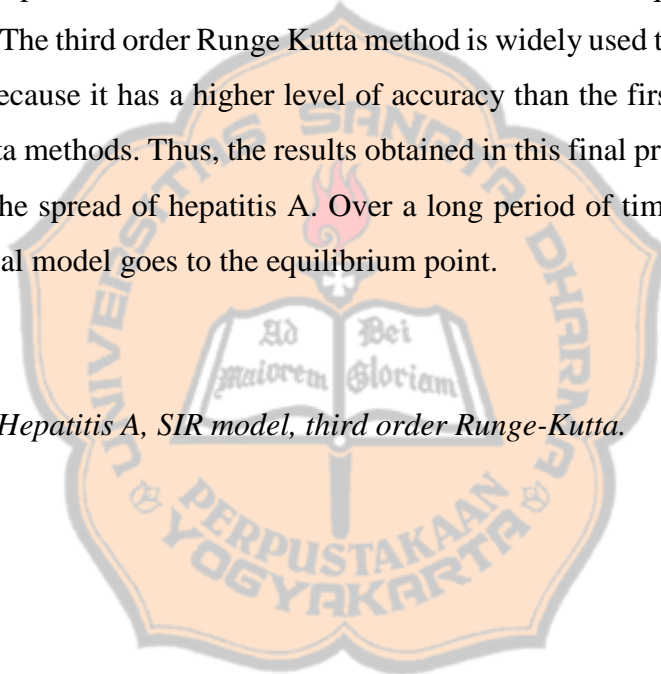 The third order Runge Kutta method is widely used t
ecause it has a higher level of accuracy than the firs
ta methods. Thus, the results obtained in this final pr
he spread of hepatitis A. Over a long period of tim
al model goes to the equilibrium point.
Hepatitis A, SIR model, third order Runge-Kutta.
UNIVERSITAS SANATA DHARMA
Ad Dei
Maiorem Gloriam
PERPUSTAKAAN
YOGYAKARTA